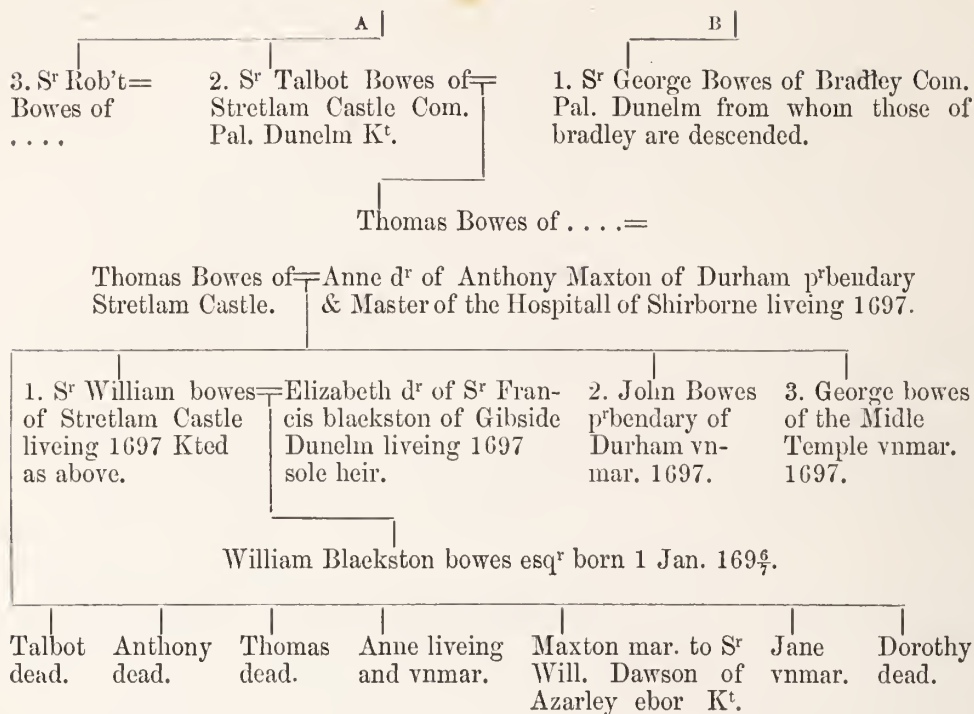 A B
3. Sʳ Rob't=
Bowes of
. . . .
2. Sʳ Talbot Bowes of=
Stretlam Castle Com.
Pal. Dunelm Kᵗ.
1. Sʳ George Bowes of Bradley Com.
Pal. Dunelm from whom those of
bradley are descended.
Thomas Bowes of . . . .=
Thomas Bowes of=
Stretlam Castle.
Anne dʳ of Anthony Maxton of Durham pʳbendary
& Master of the Hospitall of Shirborne liveing 1697.
1. Sʳ William bowes=
of Stretlam Castle
liveing 1697 Kted
as above.
Elizabeth dʳ of Sʳ Fran-
cis blackston of Gibside
Dunelm liveing 1697
sole heir.
2. John Bowes
pʳbendary of
Durham vn-
mar. 1697.
3. George bowes
of the Midle
Temple vnmar.
1697.
William Blackston bowes esqʳ born 1 Jan. 169⁶⁄₇.
Talbot
dead.
Anthony
dead.
Thomas
dead.
Anne liveing
and vnmar.
Maxton mar. to Sʳ
Will. Dawson of
Azarley ebor Kᵗ.
Jane
vnmar.
Dorothy
dead.